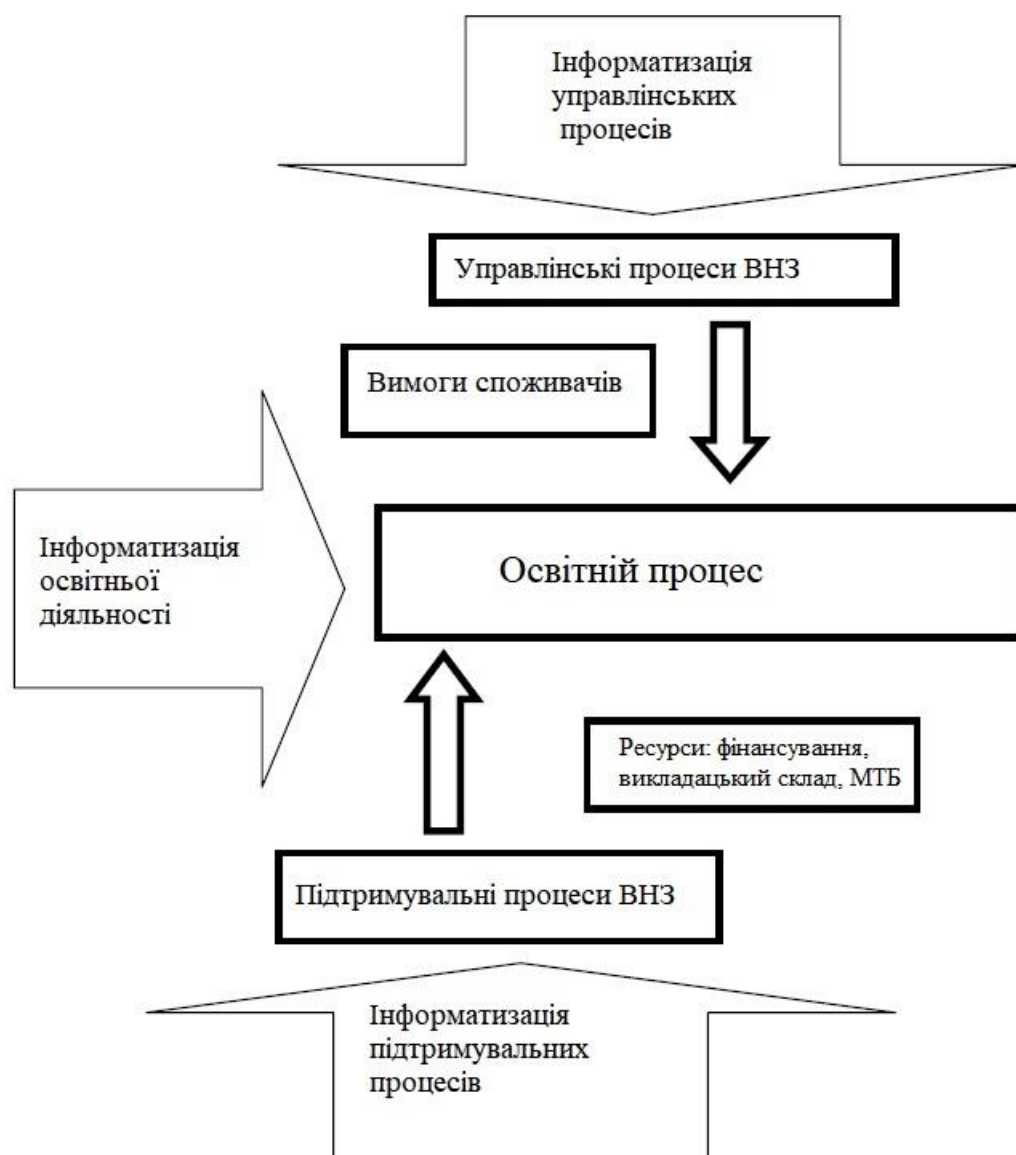 Інформатизація
управлінських
процесів
Управлінські процеси ВНЗ
Вимоги споживачів
Інформатизація
освітньої
діяльності
Освітній процес
Ресурси: фінансування,
викладацький склад, МТБ
Підтримувальні процеси ВНЗ
Інформатизація
підтримувальних
процесів